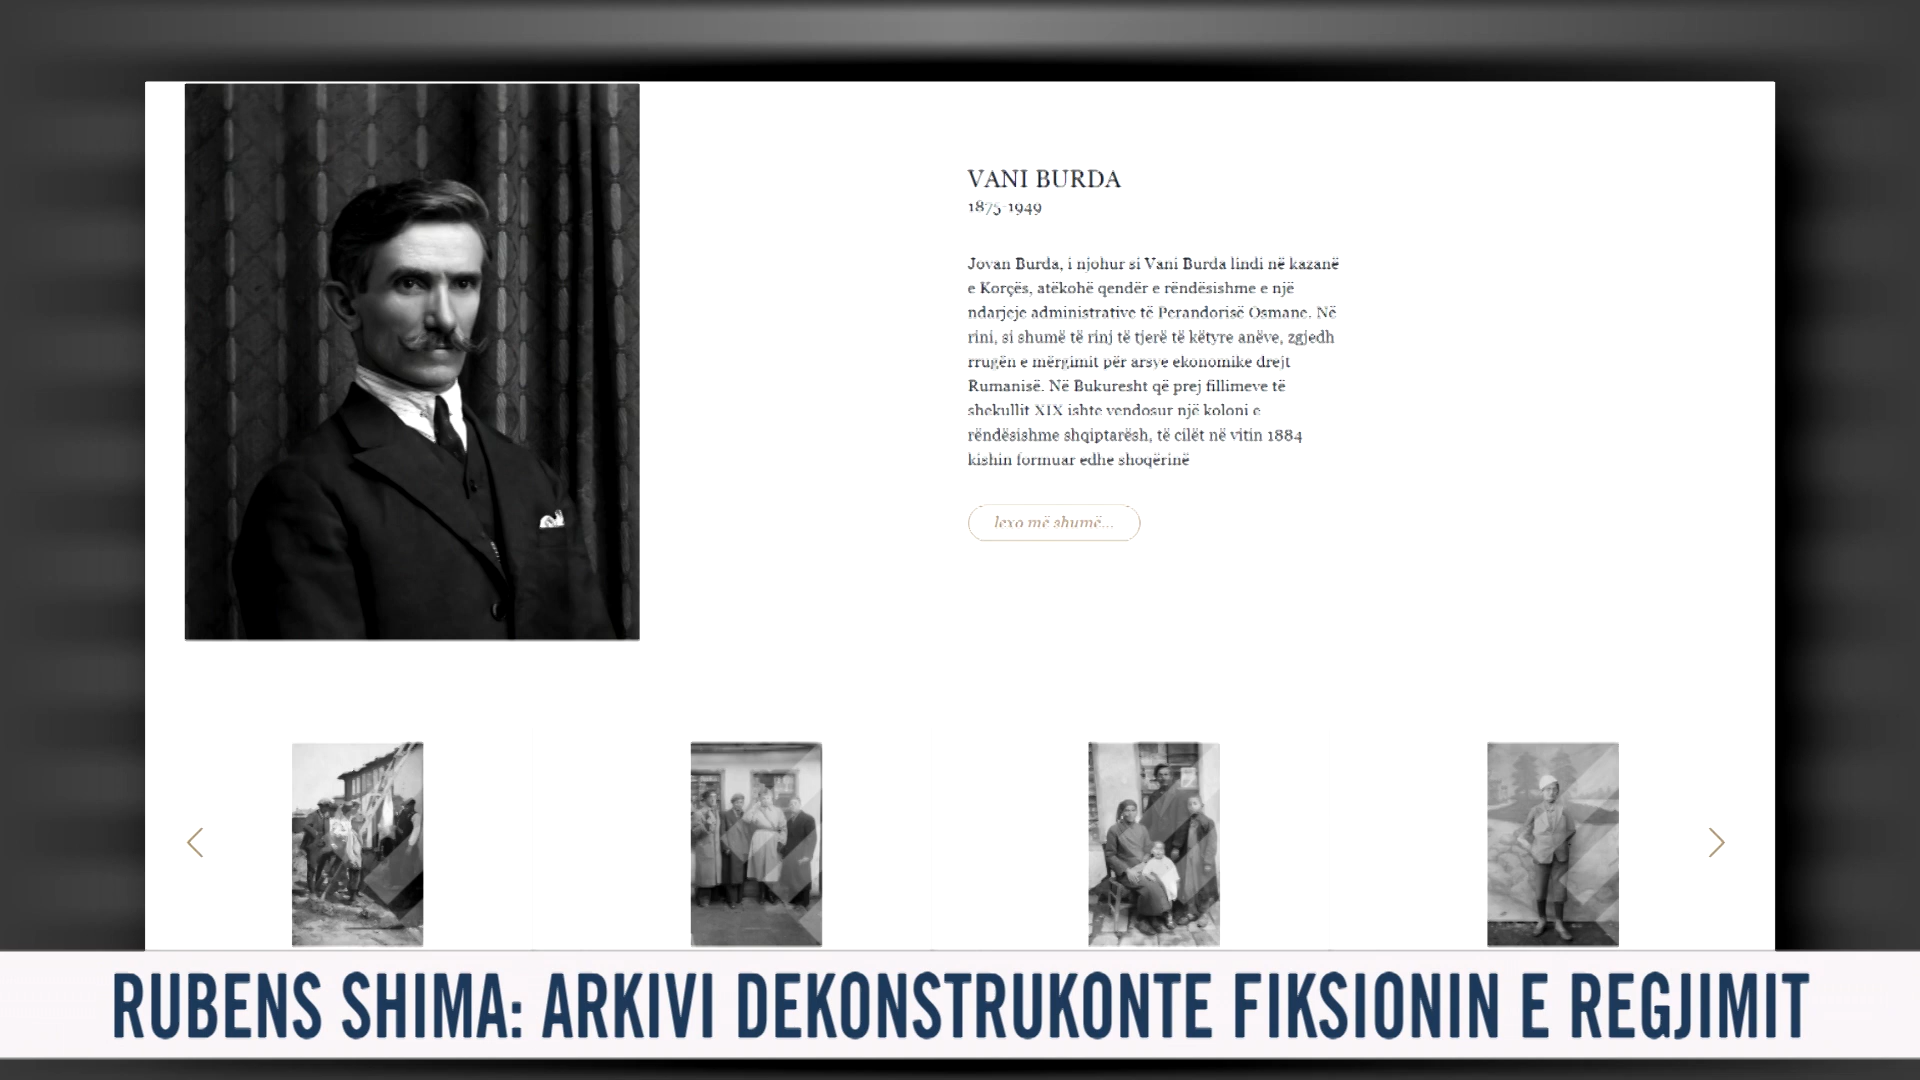 VANI BURDA
1875-1949
Jovan Burda, i njohur si Vani Burda lindi në kazanë
e Korçës, atëkohë qendër e rëndësishme e një
ndarjeje administrative të Perandorisë Osmane. Në
rini, si shumë të rinj të tjerë të këtyre anëve, zgjedh
rrugën e mërgimit për arsye ekonomike drejt
Rumanisë. Në Bukuresht që prej fillimeve të
shekullit XIX ishte vendosur një koloni e
rëndësishme shqiptarësh, të cilët në vitin 1884
kishin formuar edhe shoqërinë
lexo më shumë...
RUBENS SHIMA: ARKIVI DEKONSTRUKONTE FIKSIONIN E REGJIMIT